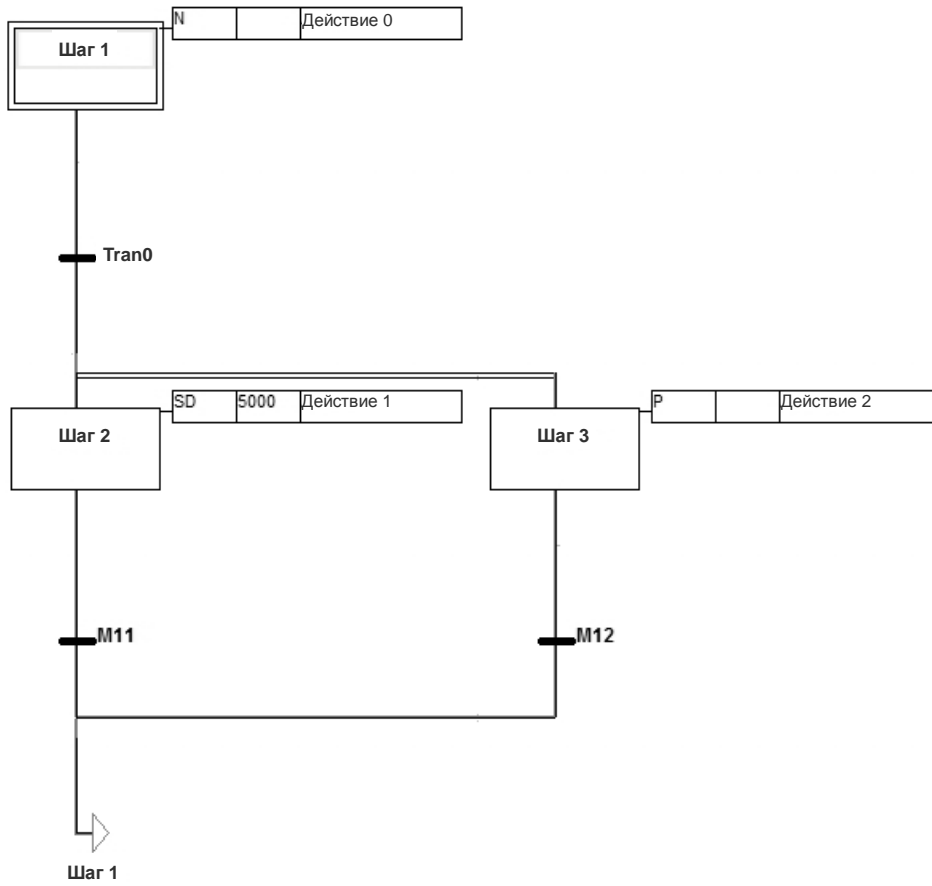 N Действие 0
Шаг 1
Tran0
SD 5000 Действие 1
P Действие 2
Шаг 2
Шаг 3
M11
M12
Шаг 1